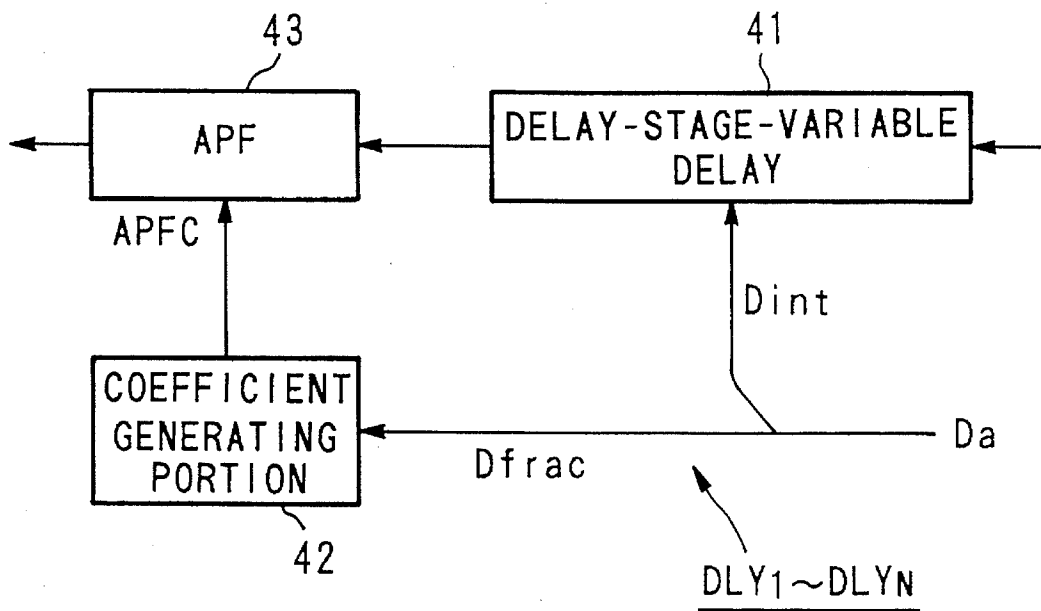 43
41
APF
DELAY-STAGE-VARIABLE
DELAY
APFC
Dint
COEFFICIENT
GENERATING
PORTION
Da
Dfrac
42
DLY1~DLYN